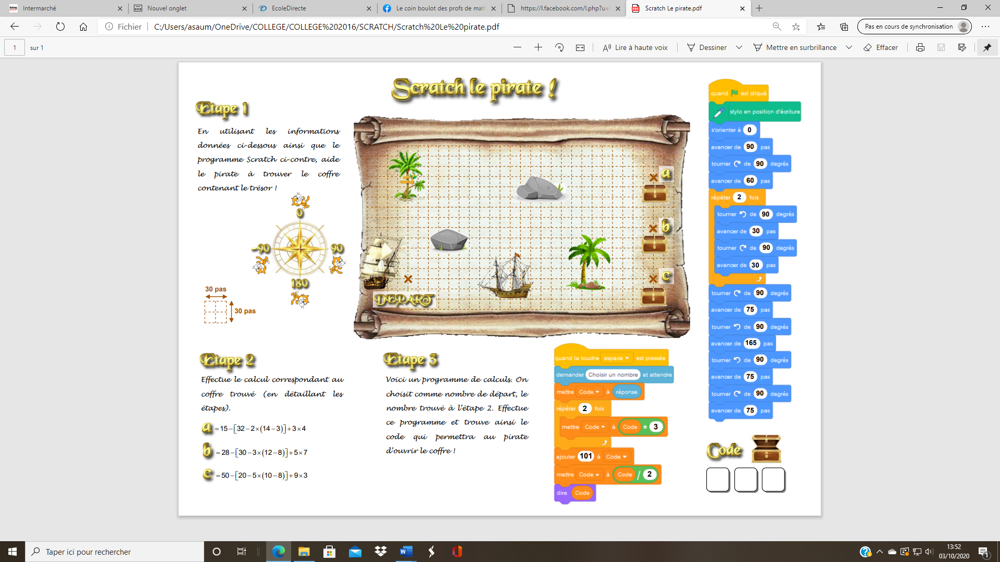 Intermarché
Nouvel onglet
EcoleDirecte
Le coin boulot des profs de mat
https://l.facebook.com/l.php?u=
Scratch Le pirate.pdf
Fichier
C:/Users/asaum/OneDrive/COLLEGE/COLLEGE%202016/SCRATCH/Scratch%20Le%20pirate.pdf
Pas en cours de synchronisation
1 sur 1
Lire à haute voix
Dessiner
Mettre en surbrillance
Effacer
Scratch le pirate !
Etape 1
En utilisant les informations
données ci-dessous ainsi que le
programme Scratch ci-contre, aide
le pirate à trouver le coffre
contenant le trésor !
0
-90
90
180
30 pas
30 pas
a
b
c
DEPART
quand est cliqué
stylo en position d'écriture
s'orienter à 0
avancer de 90 pas
tourner de 90 degrés
avancer de 60 pas
répéter 2 fois
tourner de 90 degrés
avancer de 30 pas
tourner de 90 degrés
avancer de 30 pas
tourner de 90 degrés
avancer de 75 pas
tourner de 90 degrés
avancer de 165 pas
tourner de 90 degrés
avancer de 75 pas
tourner de 90 degrés
avancer de 75 pas
Etape 2
Effectue le calcul correspondant au
coffre trouvé (en détaillant les
étapes).
a =15−[32−2×(14−3)]+3×4
b =28−[30−3×(12−8)]+5×7
c =50−[20−5×(10−8)]+9×3
Etape 3
Voici un programme de calculs. On
choisit comme nombre de départ, le
nombre trouvé à l'étape 2. Effectue
ce programme et trouve ainsi le
code qui permettra au pirate
d'ouvrir le coffre !
quand la touche espace est pressée
demander Choisir un nombre et attendre
mettre Code à réponse
répéter 2 fois
mettre Code à Code * 3
ajouter 101 à Code
mettre Code à Code / 2
dire Code
Code
Taper ici pour rechercher
13:52
03/10/2020
1